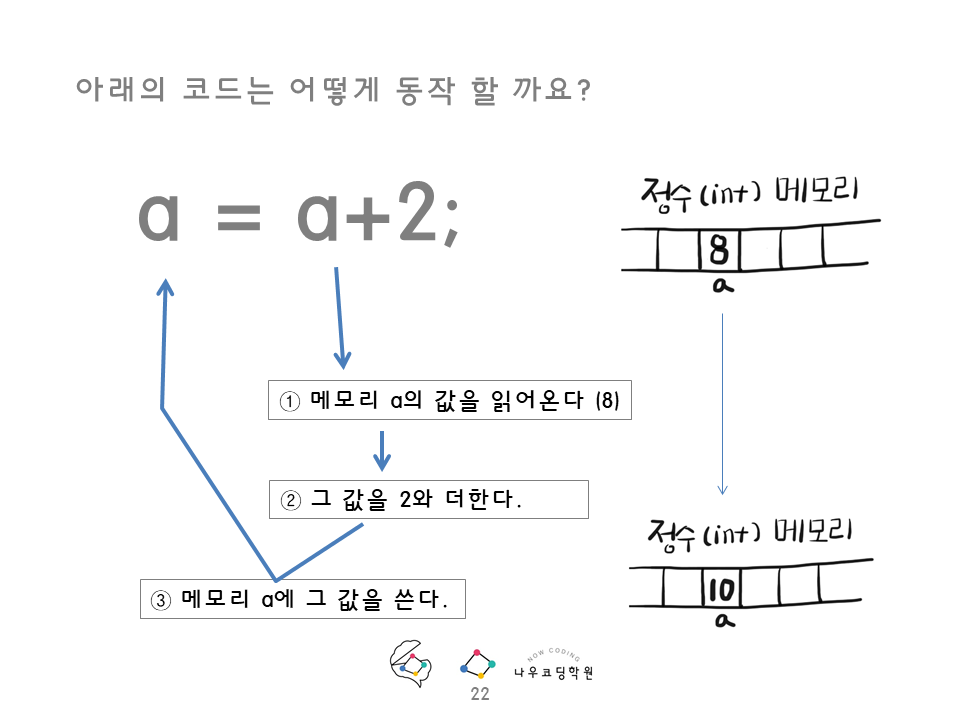 아래의 코드는 어떻게 동작 할 까요?
a = a+2;
정수(int) 메모리
8
a
① 메모리 a의 값을 읽어온다 (8)
② 그 값을 2와 더한다.
③ 메모리 a에 그 값을 쓴다.
정수(int) 메모리
10
a
NOW CODING
나우코딩학원
22